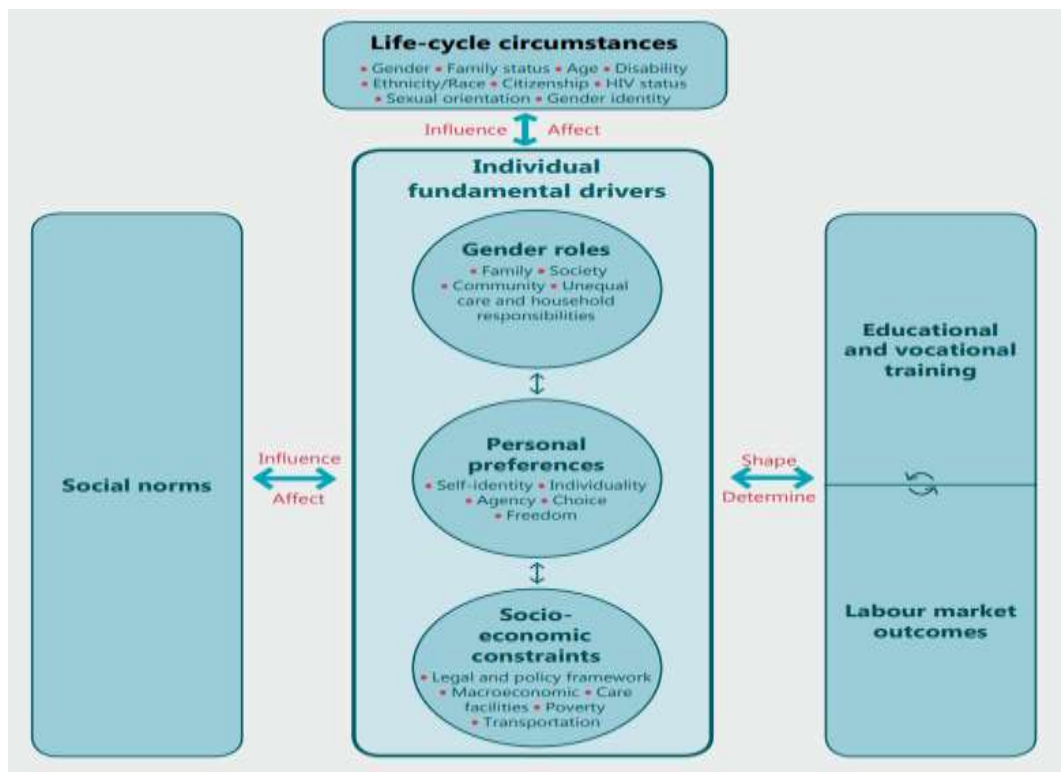 Life-cycle circumstances
• Gender • Family status • Age • Disability
• Ethnicity/Race • Citizenship • HIV status
• Sexual orientation • Gender identity
Influence Affect
Individual
fundamental drivers
Gender roles
• Family • Society
• Community • Unequal
care and household
responsibilities
Personal
preferences
• Self-identity • Individuality
• Agency • Choice
• Freedom
Socio-
economic
constraints
• Legal and policy framework
• Macroeconomic • Care
facilities • Poverty
• Transportation
Social norms
Influence
Affect
Shape
Determine
Educational
and vocational
training
Labour market
outcomes